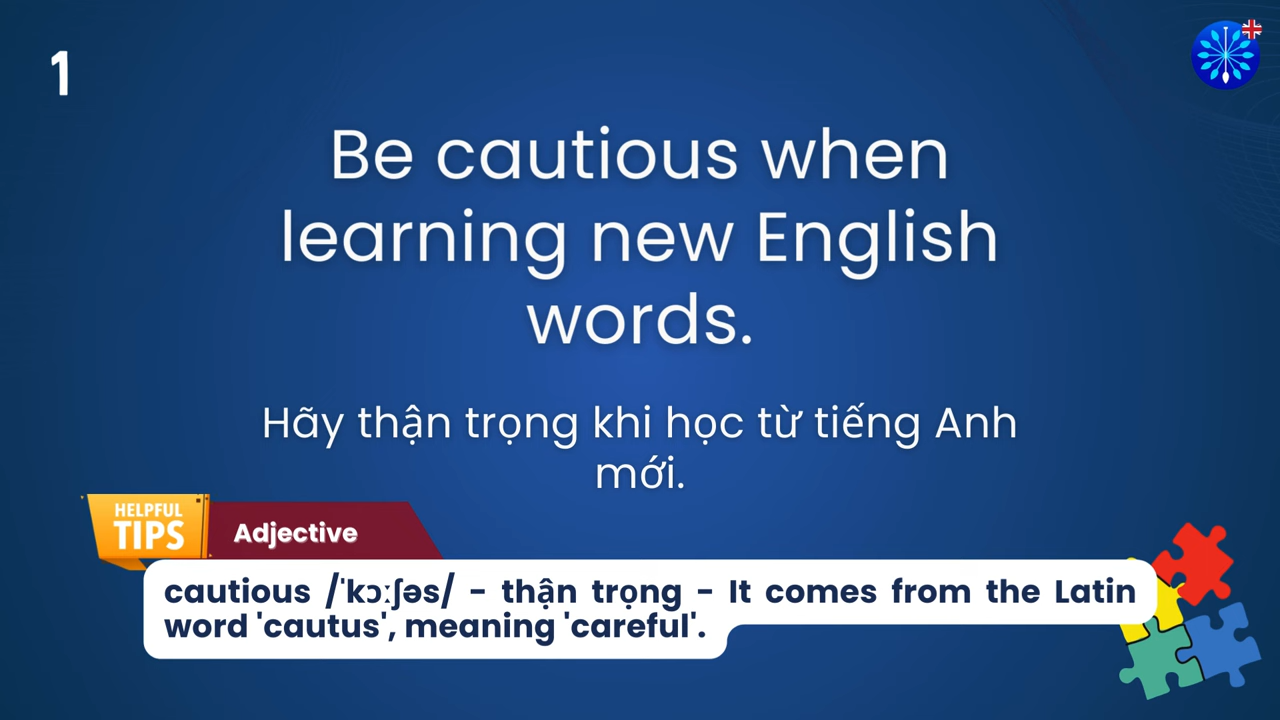 1
Be cautious when
learning new English
words.
Hãy thận trọng khi học từ tiếng Anh
mới.
HELPFUL
TIPS
Adjective
cautious /ˈkɔːʃəs/ - thận trọng - It comes from the Latin
word 'cautus', meaning 'careful'.